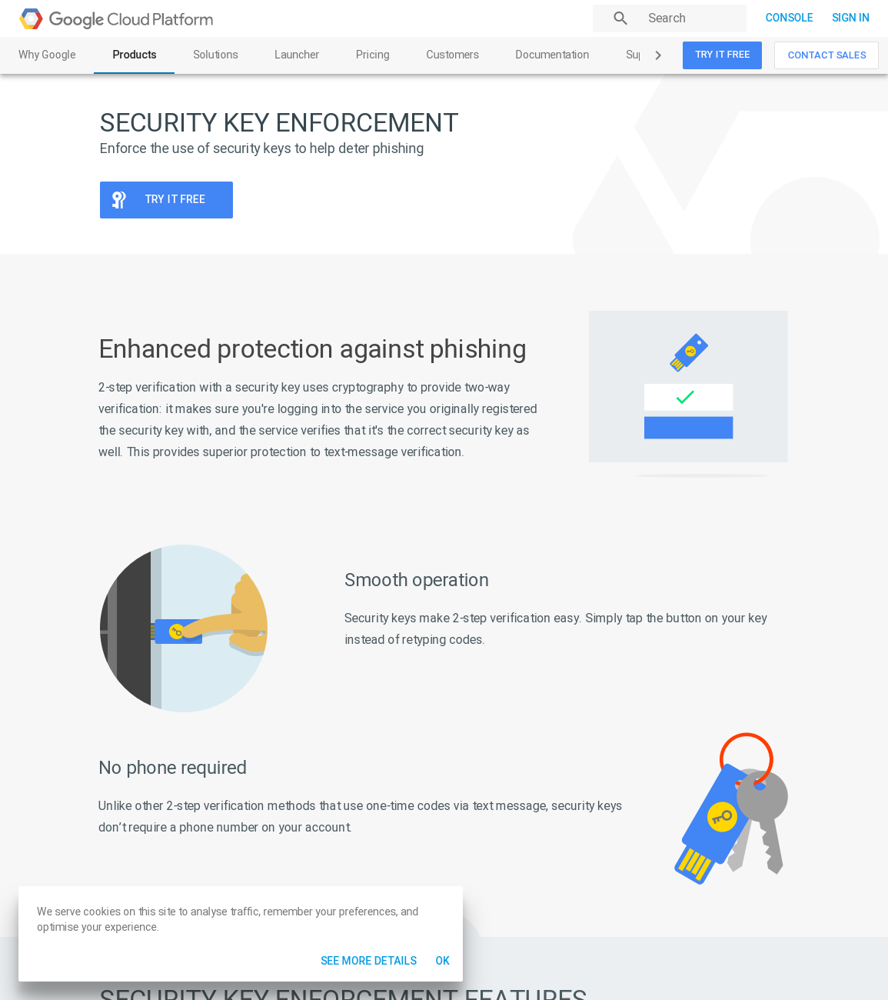 Google Cloud Platform
Search
CONSOLE
SIGN IN
Why Google
Products
Solutions
Launcher
Pricing
Customers
Documentation
TRY IT FREE
CONTACT SALES
SECURITY KEY ENFORCEMENT
Enforce the use of security keys to help deter phishing
TRY IT FREE
Enhanced protection against phishing
2-step verification with a security key uses cryptography to provide two-way
verification: it makes sure you're logging into the service you originally registered
the security key with, and the service verifies that it's the correct security key as
well. This provides superior protection to text-message verification.
Smooth operation
Security keys make 2-step verification easy. Simply tap the button on your key
instead of retyping codes.
No phone required
Unlike other 2-step verification methods that use one-time codes via text message, security keys
don’t require a phone number on your account.
We serve cookies on this site to analyse traffic, remember your preferences, and
optimise your experience.
SEE MORE DETAILS
OK
SECURITY KEY ENFORCEMENT FEATURES